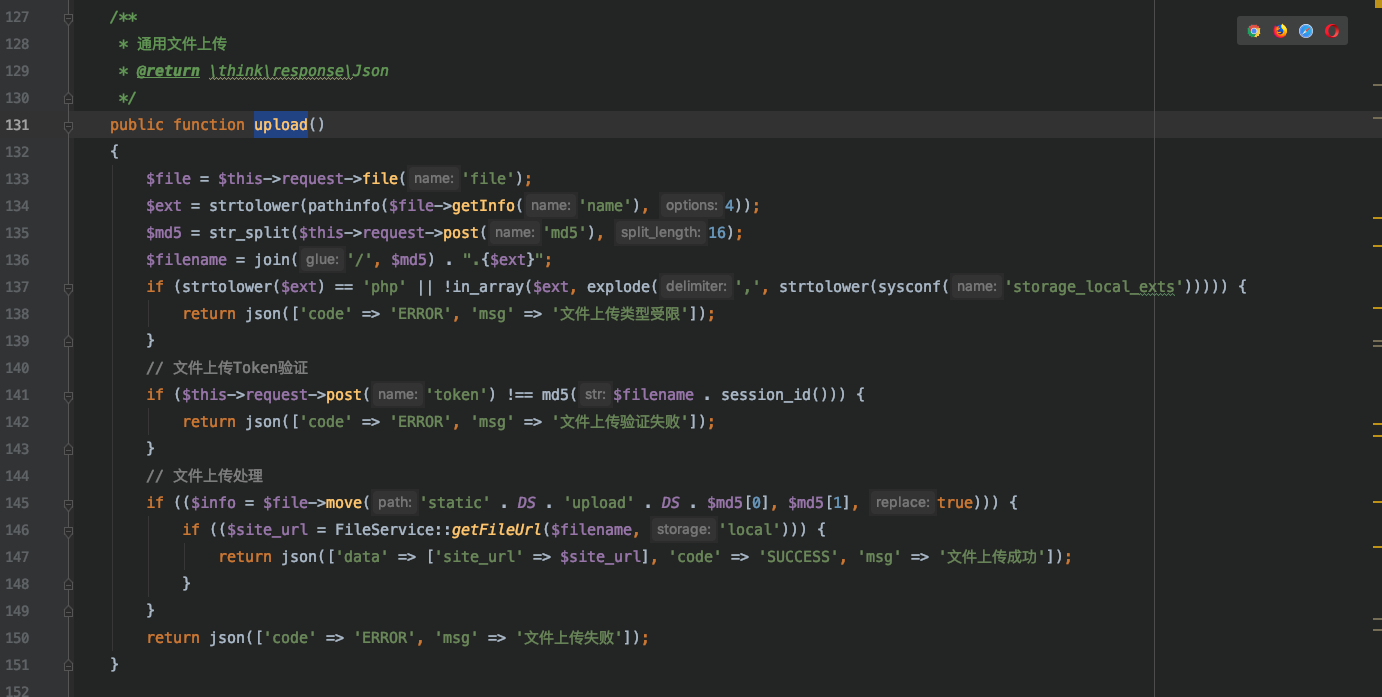 127 /**
128 * 通用文件上传
129 * @return \think\response\Json
130 */
131 public function upload()
132 {
133 $file = $this->request->file( name: 'file');
134 $ext = strtolower(pathinfo($file->getInfo( name: 'name'), options: 4));
135 $md5 = str_split($this->request->post( name: 'md5'), split_length: 16);
136 $filename = join( glue: '/', $md5) . ".{$ext}";
137 if (strtolower($ext) == 'php' || !in_array($ext, explode( delimiter: ',', strtolower(sysconf( name: 'storage_local_exts'))))) {
138 return json(['code' => 'ERROR', 'msg' => '文件上传类型受限']);
139 }
140 // 文件上传Token验证
141 if ($this->request->post( name: 'token') !== md5( str: $filename . session_id())) {
142 return json(['code' => 'ERROR', 'msg' => '文件上传验证失败']);
143 }
144 // 文件上传处理
145 if (($info = $file->move( path: 'static' . DS . 'upload' . DS . $md5[0], $md5[1], replace: true))) {
146 if (($site_url = FileService::getFileUrl($filename, storage: 'local'))) {
147 return json(['data' => ['site_url' => $site_url], 'code' => 'SUCCESS', 'msg' => '文件上传成功']);
148 }
149 }
150 return json(['code' => 'ERROR', 'msg' => '文件上传失败']);
151 }
152